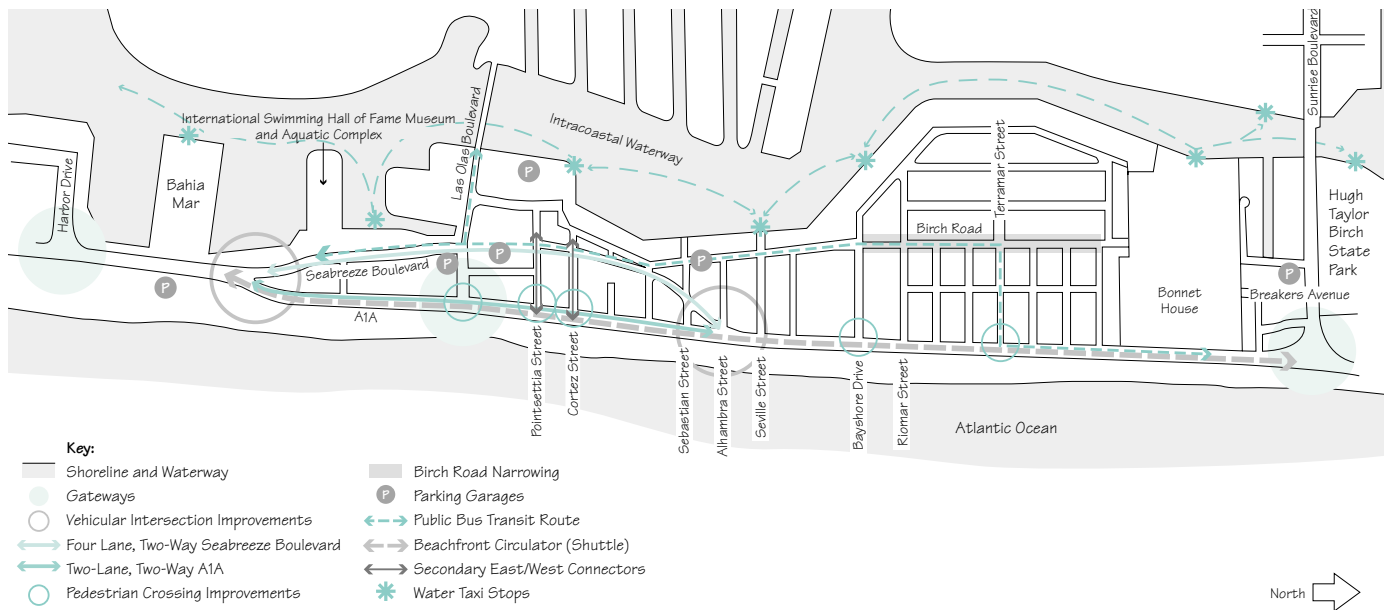 Sunrise Boulevard
International Swimming Hall of Fame Museum
and Aquatic Complex
Las Olas Boulevard
Intracoastal Waterway
Terramar Street
Harbor Drive
Bahia
Mar
P
Hugh
Taylor
Birch
State
Park
Birch Road
Seabreeze Boulevard
P
P
P
P
P
Bonnet
House
Breakers Avenue
A1A
Pointsettia Street
Cortez Street
Sebastian Street
Alhambra Street
Seville Street
Bayshore Drive
Riomar Street
Atlantic Ocean
Key:
Shoreline and Waterway
Gateways
Vehicular Intersection Improvements
Four Lane, Two-Way Seabreeze Boulevard
Two-Lane, Two-Way A1A
Pedestrian Crossing Improvements
Birch Road Narrowing
P
Parking Garages
Public Bus Transit Route
Beachfront Circulator (Shuttle)
Secondary East/West Connectors
Water Taxi Stops
North